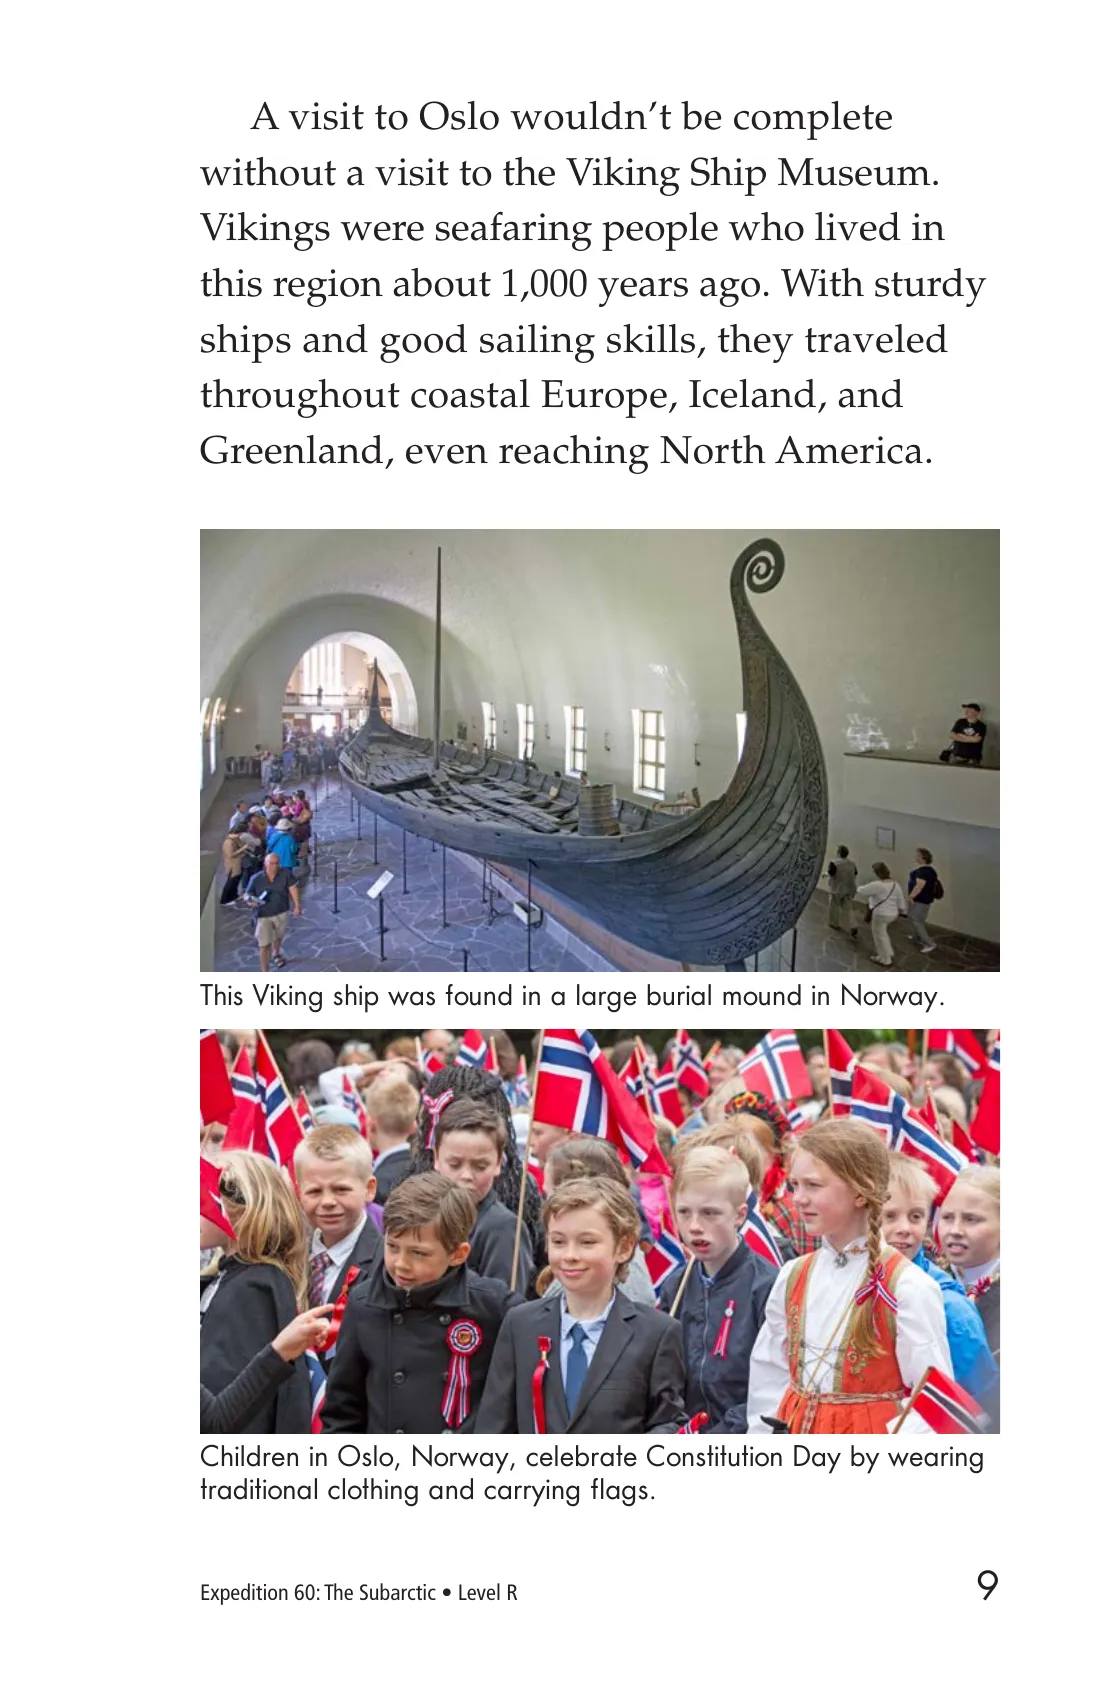 A visit to Oslo wouldn’t be complete
without a visit to the Viking Ship Museum.
Vikings were seafaring people who lived in
this region about 1,000 years ago. With sturdy
ships and good sailing skills, they traveled
throughout coastal Europe, Iceland, and
Greenland, even reaching North America.
This Viking ship was found in a large burial mound in Norway.
Children in Oslo, Norway, celebrate Constitution Day by wearing
traditional clothing and carrying flags.
Expedition 60: The Subarctic • Level R 9